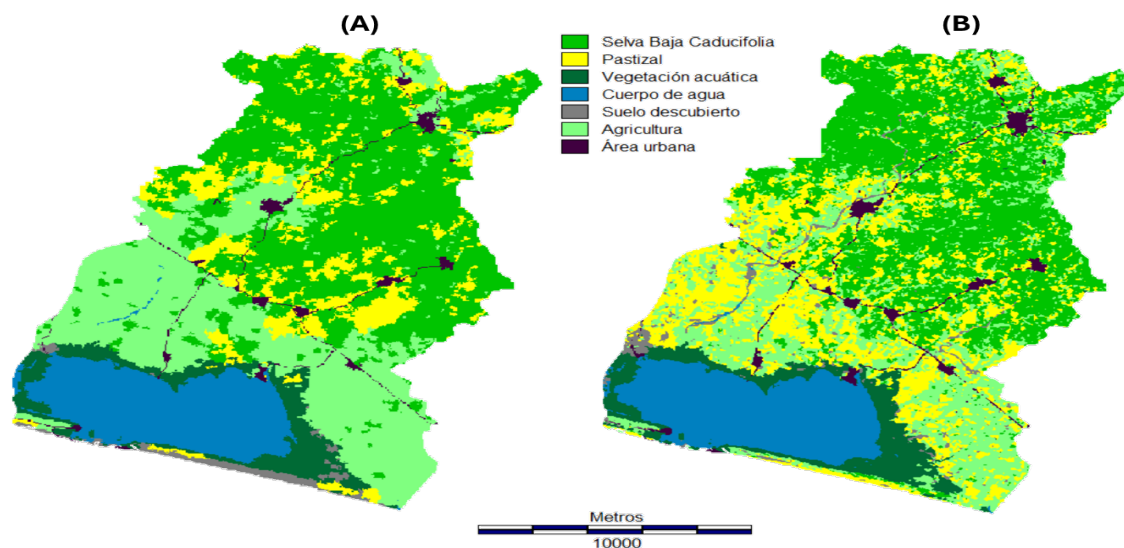 (A)
(B)
Selva Baja Caducifolia
Pastizal
Vegetación acuática
Cuerpo de agua
Suelo descubierto
Agricultura
Área urbana
Metros
10000